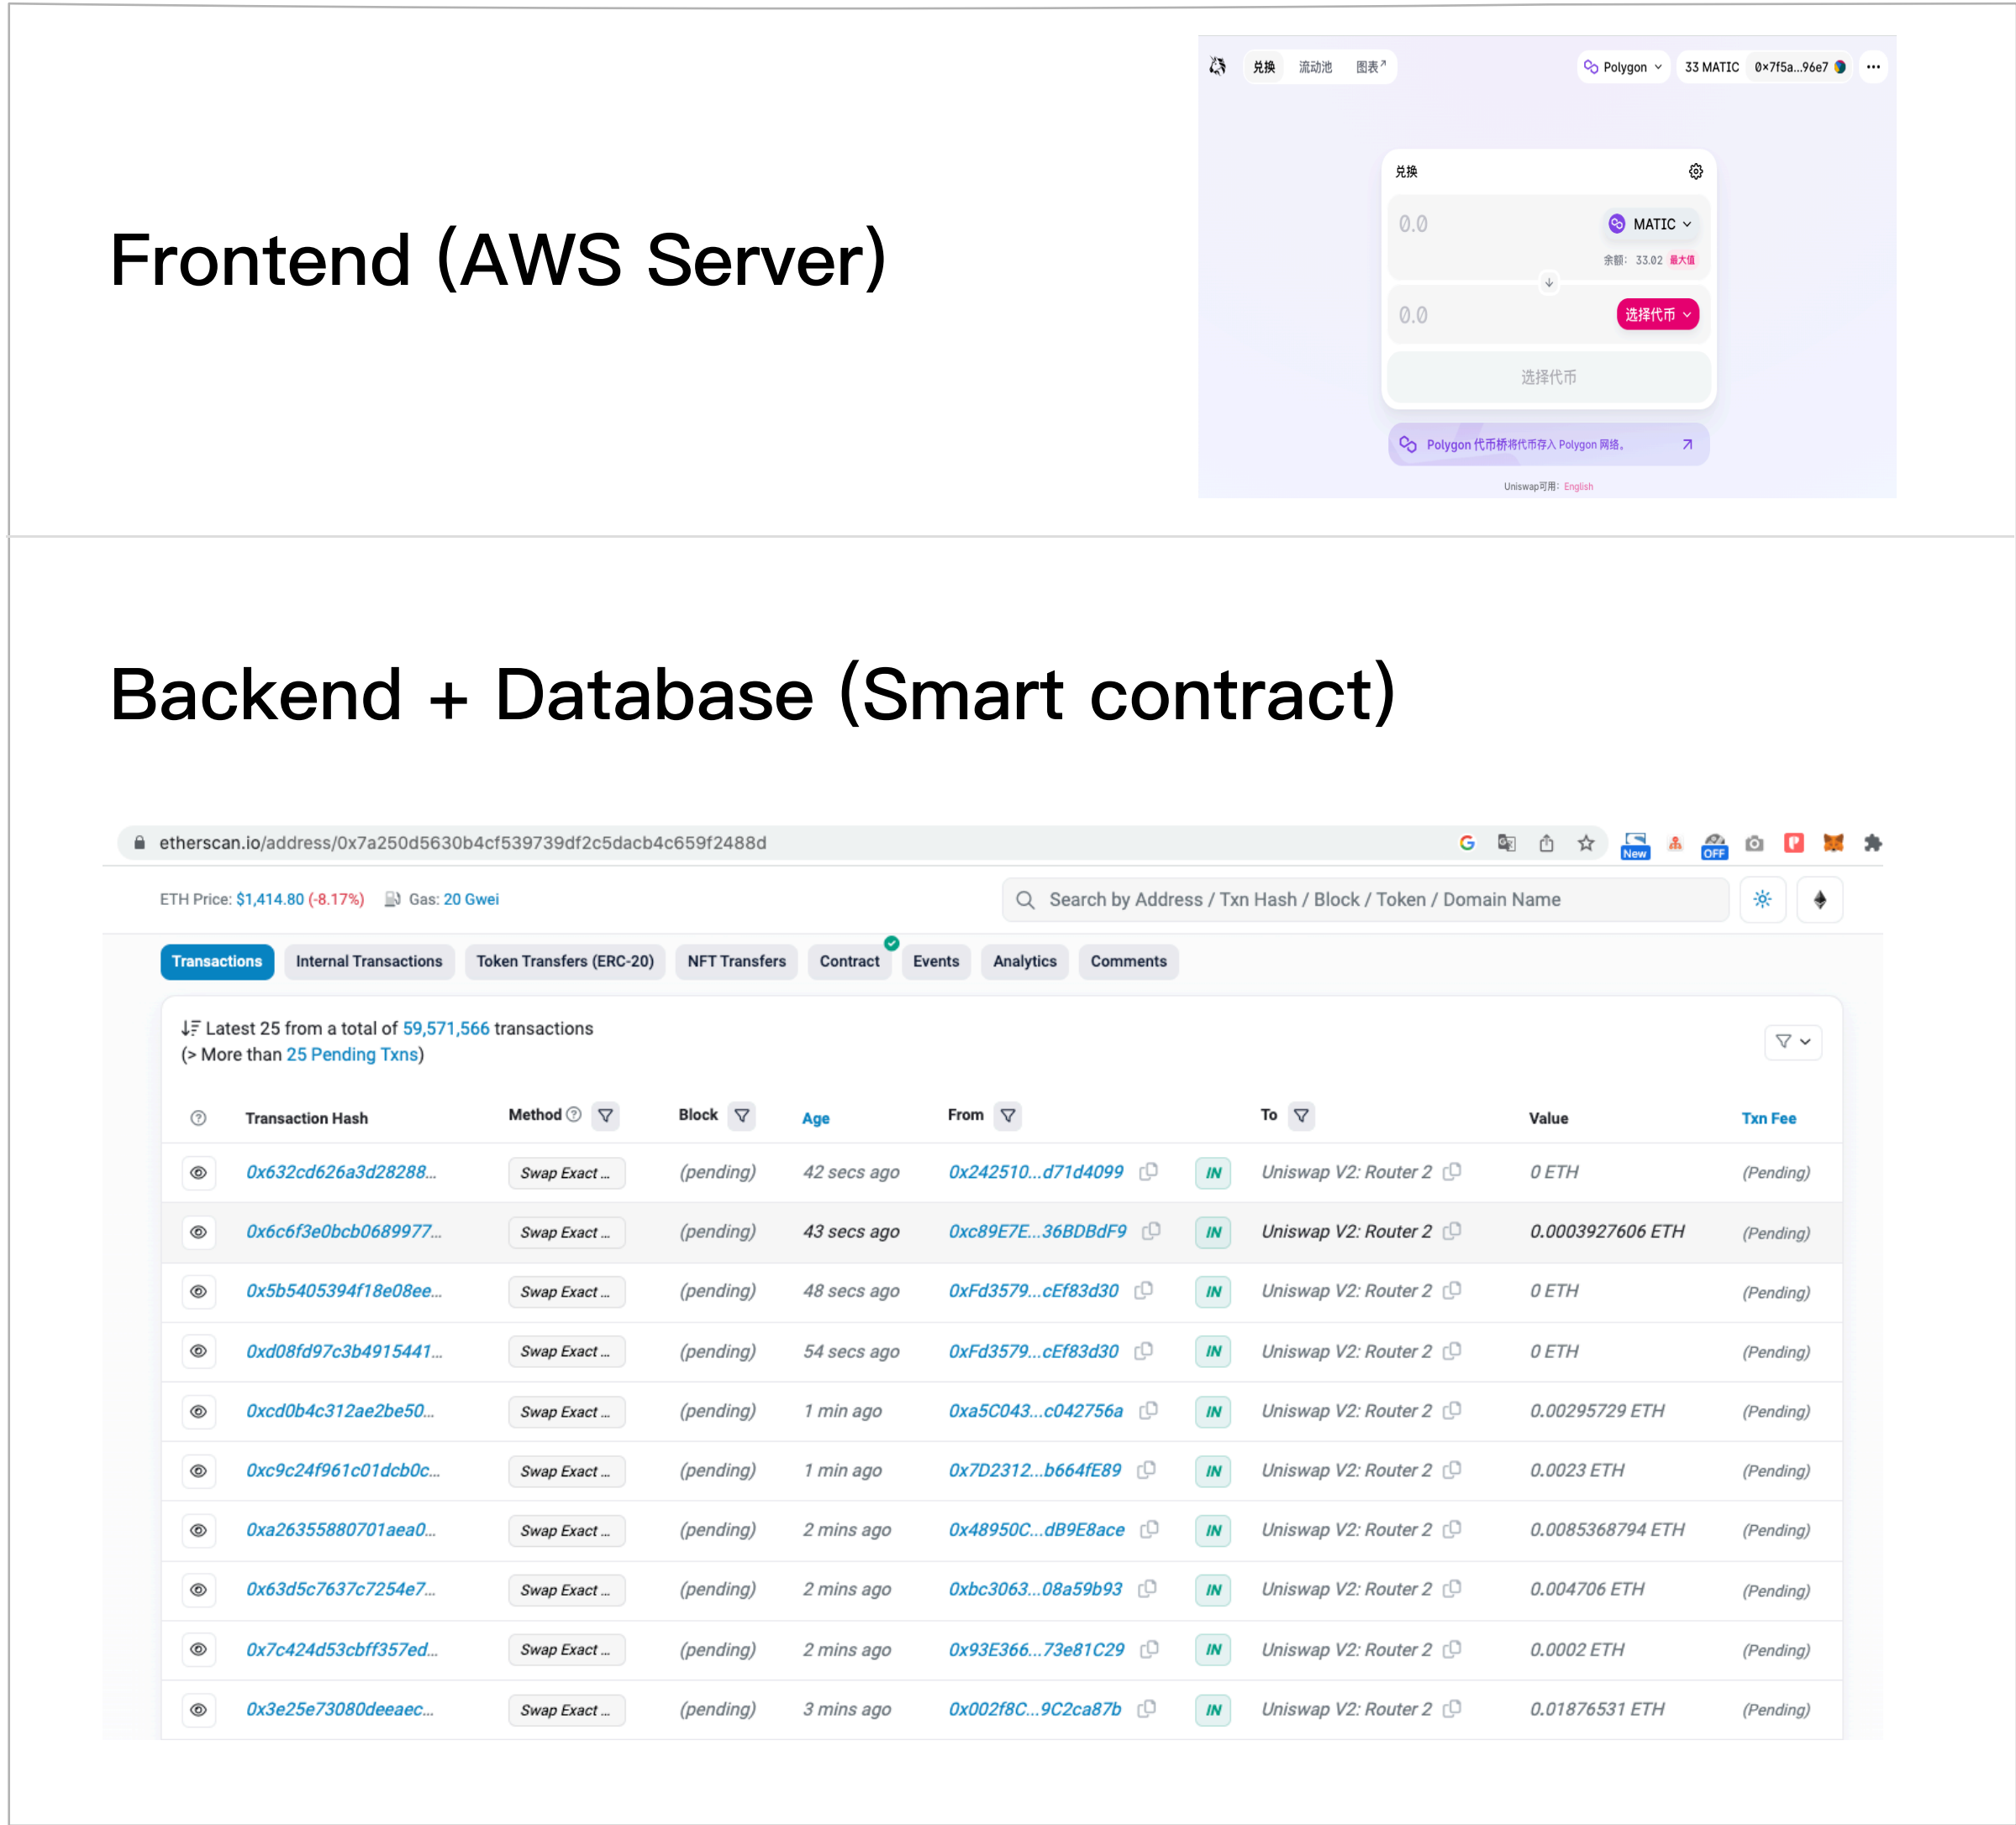 兑换 流动池 图表↗ Polygon 33 MATIC 0×7f5a...96e7
兑换
0.0 MATIC
余额: 33.02 最大值
0.0 选择代币
选择代币
Polygon 代币桥将代币存入 Polygon 网络。
Uniswap可用: English
Frontend (AWS Server)
Backend + Database (Smart contract)
etherscan.io/address/0x7a250d5630b4cf539739df2c5dacb4c659f2488d New OFF
ETH Price: $1,414.80 (-8.17%) Gas: 20 Gwei Search by Address / Txn Hash / Block / Token / Domain Name
Transactions Internal Transactions Token Transfers (ERC-20) NFT Transfers Contract Events Analytics Comments
Latest 25 from a total of 59,571,566 transactions
(> More than 25 Pending Txns)
Transaction Hash Method Block Age From To Value Txn Fee
0x632cd626a3d28288... Swap Exact ... (pending) 42 secs ago 0x242510...d71d4099 IN Uniswap V2: Router 2 0 ETH (Pending)
0x6c6f3e0bcb0689977... Swap Exact ... (pending) 43 secs ago 0xc89E7E...36BDBdF9 IN Uniswap V2: Router 2 0.0003927606 ETH (Pending)
0x5b5405394f18e08ee... Swap Exact ... (pending) 48 secs ago 0xFd3579...cEf83d30 IN Uniswap V2: Router 2 0 ETH (Pending)
0xd08fd97c3b4915441... Swap Exact ... (pending) 54 secs ago 0xFd3579...cEf83d30 IN Uniswap V2: Router 2 0 ETH (Pending)
0xcd0b4c312ae2be50... Swap Exact ... (pending) 1 min ago 0xa5C043...c042756a IN Uniswap V2: Router 2 0.00295729 ETH (Pending)
0xc9c24f961c01dcb0c... Swap Exact ... (pending) 1 min ago 0x7D2312...b664fE89 IN Uniswap V2: Router 2 0.0023 ETH (Pending)
0xa26355880701aea0... Swap Exact ... (pending) 2 mins ago 0x48950C...dB9E8ace IN Uniswap V2: Router 2 0.0085368794 ETH (Pending)
0x63d5c7637c7254e7... Swap Exact ... (pending) 2 mins ago 0xbc3063...08a59b93 IN Uniswap V2: Router 2 0.004706 ETH (Pending)
0x7c424d53cbff357ed... Swap Exact ... (pending) 2 mins ago 0x93E366...73e81C29 IN Uniswap V2: Router 2 0.0002 ETH (Pending)
0x3e25e73080deeaec... Swap Exact ... (pending) 3 mins ago 0x002f8C...9C2ca87b IN Uniswap V2: Router 2 0.01876531 ETH (Pending)